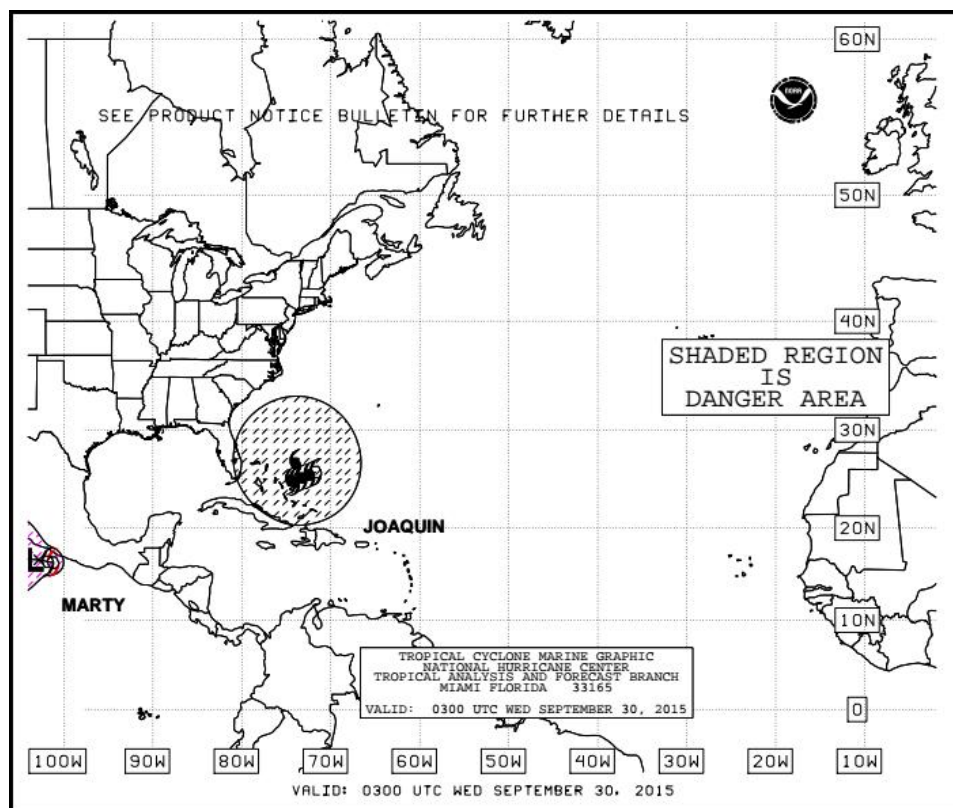 60N
NOAA
SEE PRODUCT NOTICE BULLETIN FOR FURTHER DETAILS
50N
40N
SHADED REGION
IS
DANGER AREA
30N
20N
JOAQUIN
L
MARTY
10N
TROPICAL CYCLONE MARINE GRAPHIC
NATIONAL HURRICANE CENTER
TROPICAL ANALYSIS AND FORECAST BRANCH
MIAMI FLORIDA 33165
VALID: 0300 UTC WED SEPTEMBER 30, 2015
0
100W 90W 80W 70W 60W 50W 40W 30W 20W 10W
VALID: 0300 UTC WED SEPTEMBER 30, 2015